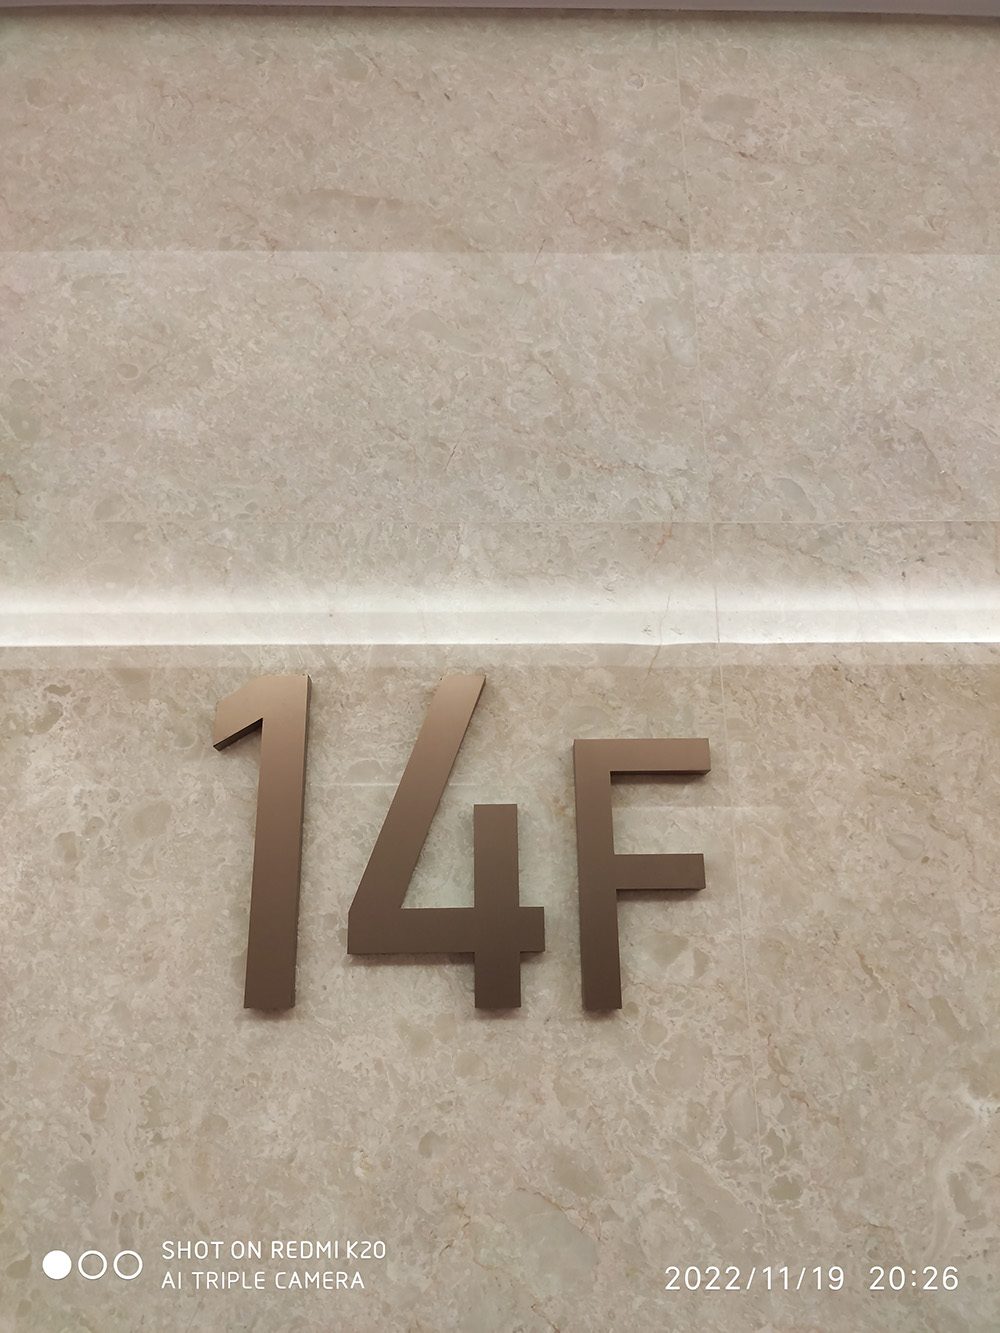 14F
SHOT ON REDMI K20
AI TRIPLE CAMERA
2022/11/19 20:26